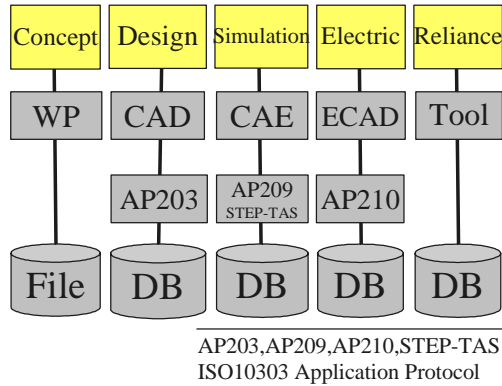 Concept Design Simulation Electric Reliance
WP CAD CAE ECAD Tool
AP203 AP209 AP210
STEP-TAS
File DB DB DB DB
AP203,AP209,AP210,STEP-TAS
ISO10303 Application Protocol